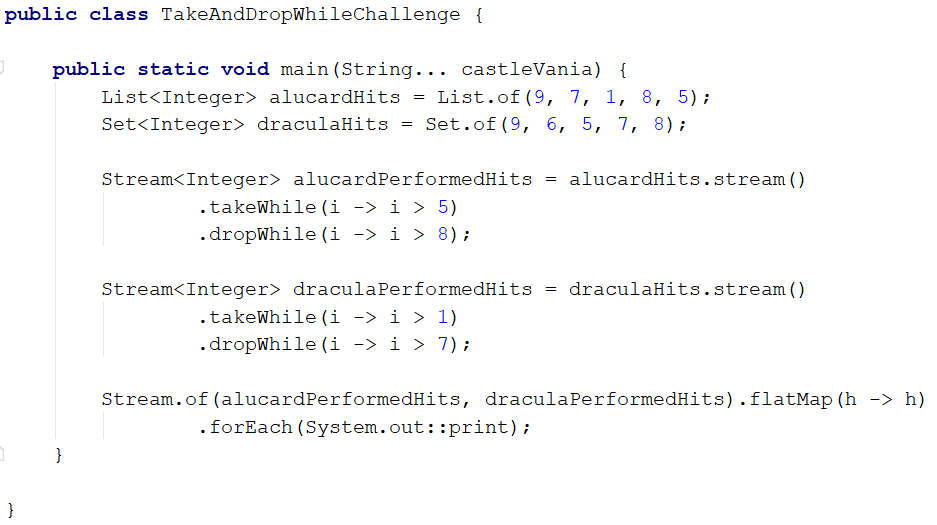 public class TakeAndDropWhileChallenge {
public static void main(String... castleVania) {
List<Integer> alucardHits = List.of(9, 7, 1, 8, 5);
Set<Integer> draculaHits = Set.of(9, 6, 5, 7, 8);
Stream<Integer> alucardPerformedHits = alucardHits.stream()
.takeWhile(i -> i > 5)
.dropWhile(i -> i > 8);
Stream<Integer> draculaPerformedHits = draculaHits.stream()
.takeWhile(i -> i > 1)
.dropWhile(i -> i > 7);
Stream.of(alucardPerformedHits, draculaPerformedHits).flatMap(h -> h)
.forEach(System.out::print);
}
}